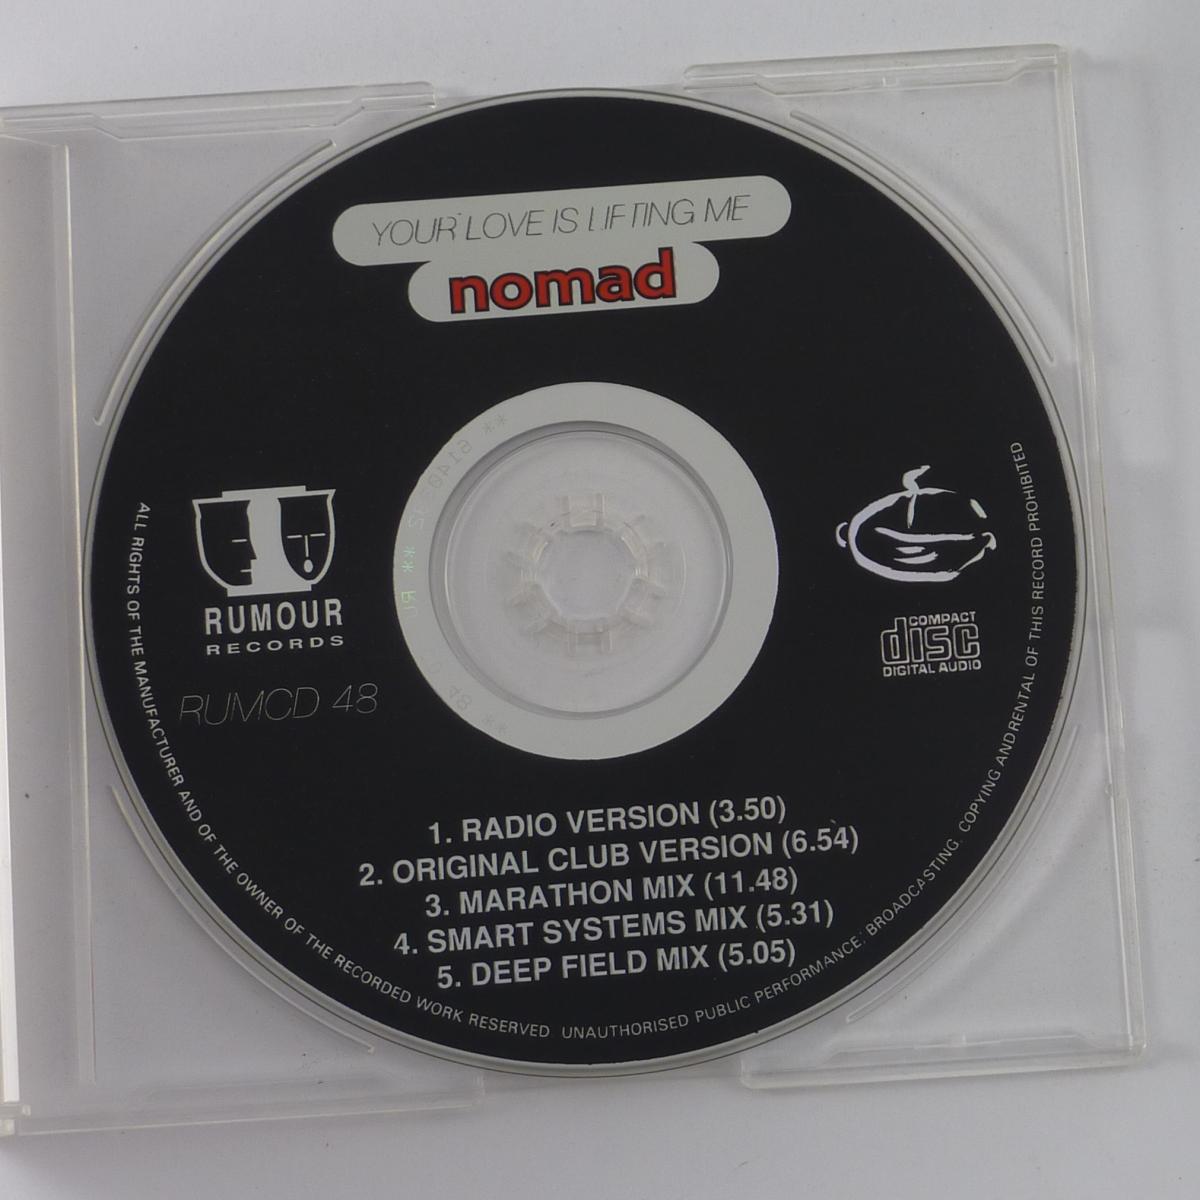 YOUR LOVE IS LIFTING ME
nomad
RUMOUR
RECORDS
RUMCD 48
COMPACT
disc
DIGITAL AUDIO
1. RADIO VERSION (3.50)
2. ORIGINAL CLUB VERSION (6.54)
3. MARATHON MIX (11.48)
4. SMART SYSTEMS MIX (5.31)
5. DEEP FIELD MIX (5.05)
ALL RIGHTS OF THE MANUFACTURER AND OF THE OWNER OF THE RECORDED WORK RESERVED. UNAUTHORISED PUBLIC PERFORMANCE, BROADCASTING, COPYING AND RENTAL OF THIS RECORD PROHIBITED